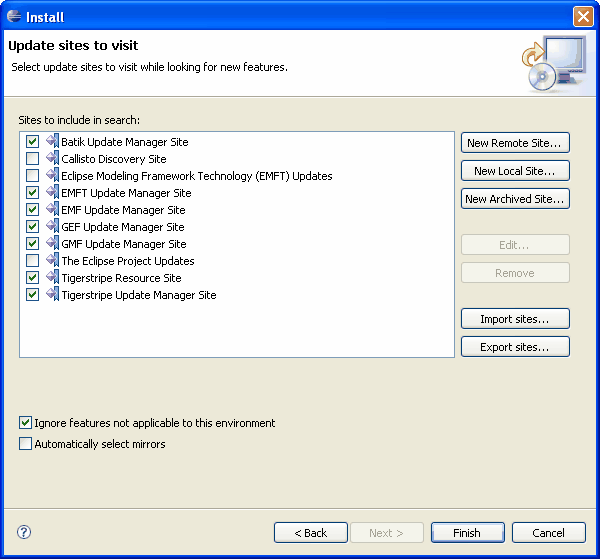 Install
Update sites to visit
Select update sites to visit while looking for new features.
Sites to include in search:
Batik Update Manager Site
Callisto Discovery Site
Eclipse Modeling Framework Technology (EMFT) Updates
EMFT Update Manager Site
EMF Update Manager Site
GEF Update Manager Site
GMF Update Manager Site
The Eclipse Project Updates
Tigerstripe Resource Site
Tigerstripe Update Manager Site
New Remote Site...
New Local Site...
New Archived Site...
Edit...
Remove
Import sites...
Export sites...
Ignore features not applicable to this environment
Automatically select mirrors
?
< Back
Next >
Finish
Cancel